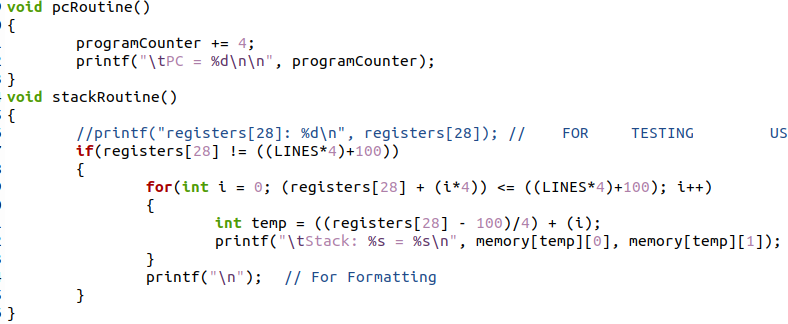 void pcRoutine()
{
programCounter += 4;
printf("\tPC = %d\n\n", programCounter);
}
void stackRoutine()
{
//printf("registers[28]: %d\n", registers[28]); // FOR TESTING US
if(registers[28] != ((LINES*4)+100))
{
for(int i = 0; (registers[28] + (i*4)) <= ((LINES*4)+100); i++)
{
int temp = ((registers[28] - 100)/4) + (i);
printf("\tStack: %s = %s\n", memory[temp][0], memory[temp][1]);
}
printf("\n"); // For Formatting
}
}